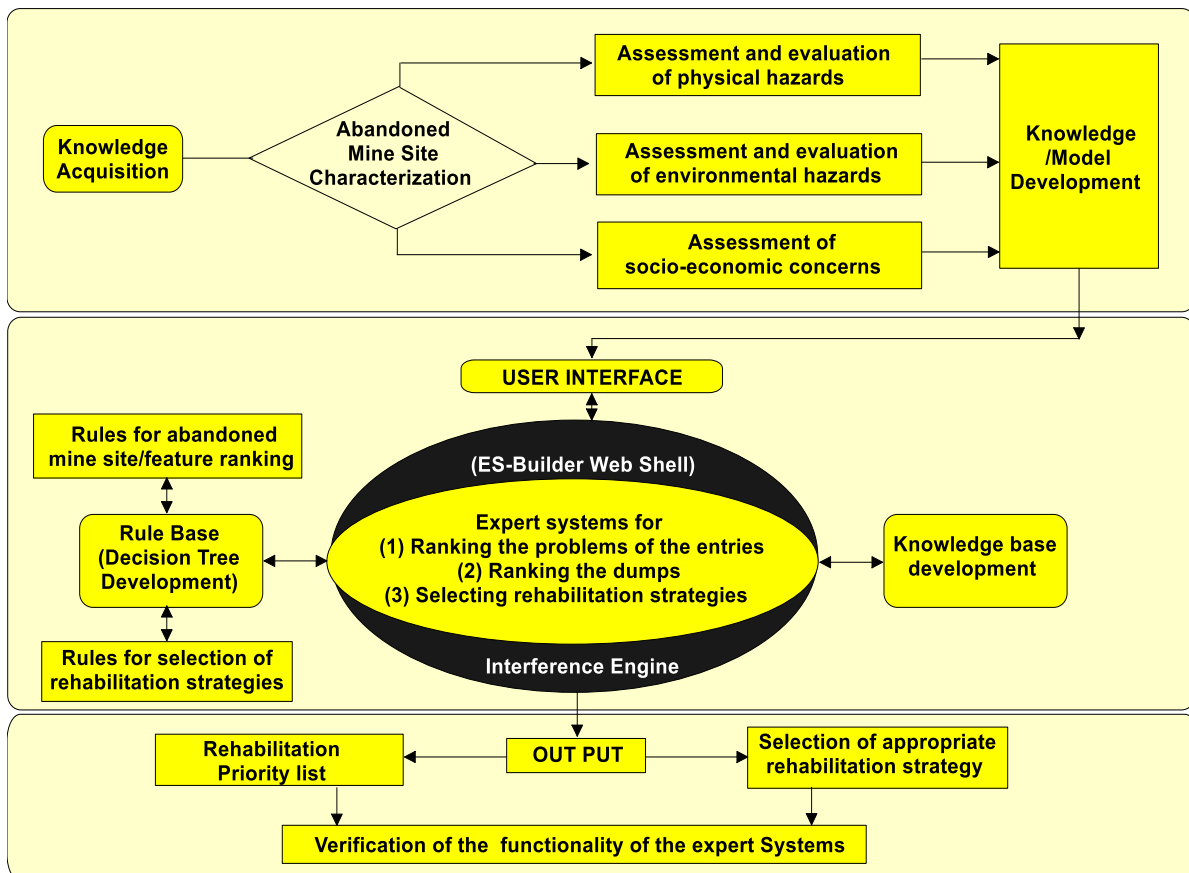 Assessment and evaluation
of physical hazards
Knowledge
Acquisition
Abandoned
Mine Site
Characterization
Assessment and evaluation
of environmental hazards
Assessment of
socio-economic concerns
Knowledge
/Model
Development
USER INTERFACE
Rules for abandoned
mine site/feature ranking
Rule Base
(Decision Tree
Development)
Rules for selection of
rehabilitation strategies
(ES-Builder Web Shell)
Expert systems for
(1) Ranking the problems of the entries
(2) Ranking the dumps
(3) Selecting rehabilitation strategies
Interference Engine
Knowledge base
development
Rehabilitation
Priority list
OUT PUT
Selection of appropriate
rehabilitation strategy
Verification of the functionality of the expert Systems